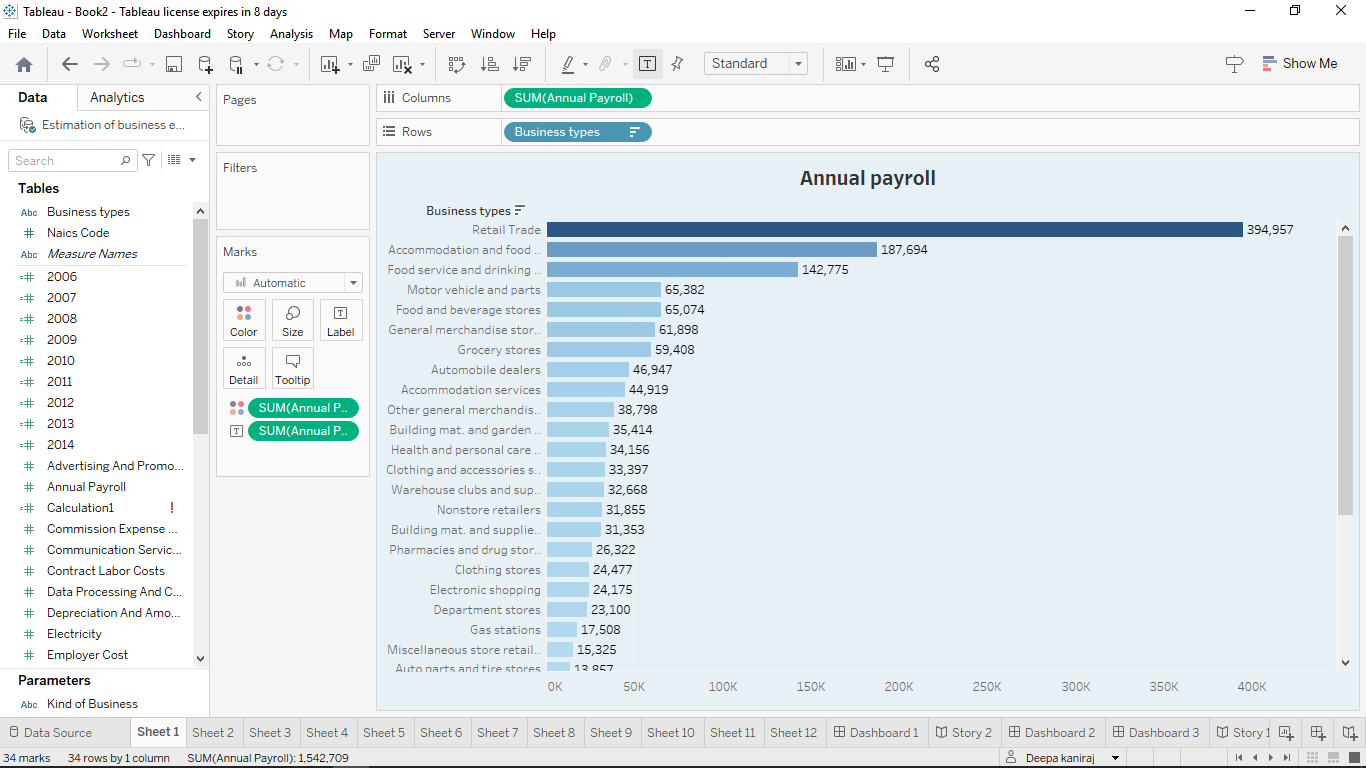 Tableau - Book2 - Tableau license expires in 8 days
File Data Worksheet Dashboard Story Analysis Map Format Server Window Help
Standard
Show Me
Data Analytics
Estimation of business e...
Search
Tables
Abc Business types
# Naics Code
Abc Measure Names
=# 2006
=# 2007
=# 2008
=# 2009
=# 2010
=# 2011
=# 2012
=# 2013
=# 2014
# Advertising And Promo...
# Annual Payroll
=# Calculation1 !
# Commission Expense ...
# Communication Servic...
# Contract Labor Costs
# Data Processing And C...
# Depreciation And Amo...
# Electricity
# Employer Cost
Parameters
Abc Kind of Business
Pages
Filters
Marks
Automatic
Color Size Label
Detail Tooltip
SUM(Annual P..
SUM(Annual P..
Columns SUM(Annual Payroll)
Rows Business types
Annual payroll
Business types
Retail Trade 394,957
Accommodation and food .. 187,694
Food service and drinking .. 142,775
Motor vehicle and parts 65,382
Food and beverage stores 65,074
General merchandise stor.. 61,898
Grocery stores 59,408
Automobile dealers 46,947
Accommodation services 44,919
Other general merchandis.. 38,798
Building mat. and garden .. 35,414
Health and personal care .. 34,156
Clothing and accessories s.. 33,397
Warehouse clubs and sup.. 32,668
Nonstore retailers 31,855
Building mat. and supplie.. 31,353
Pharmacies and drug stor.. 26,322
Clothing stores 24,477
Electronic shopping 24,175
Department stores 23,100
Gas stations 17,508
Miscellaneous store retail.. 15,325
Auto parts and tire stores 13,857
0K 50K 100K 150K 200K 250K 300K 350K 400K
Data Source Sheet 1 Sheet 2 Sheet 3 Sheet 4 Sheet 5 Sheet 6 Sheet 7 Sheet 8 Sheet 9 Sheet 10 Sheet 11 Sheet 12 Dashboard 1 Story 2 Dashboard 2 Dashboard 3 Story 1
34 marks 34 rows by 1 column SUM(Annual Payroll): 1,542,709 Deepa kaniraj